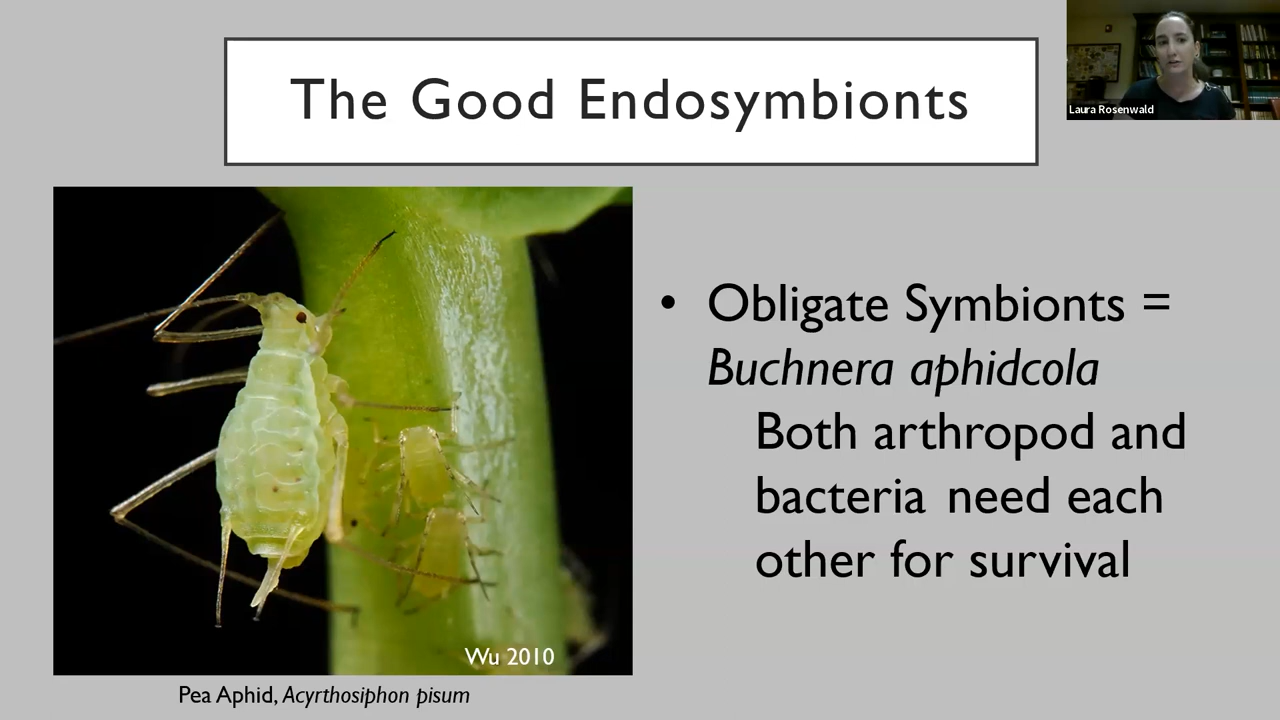 The Good Endosymbionts
Laura Rosenwald
• Obligate Symbionts =
Buchnera aphidcola
Both arthropod and
bacteria need each
other for survival
Wu 2010
Pea Aphid, Acyrthosiphon pisum